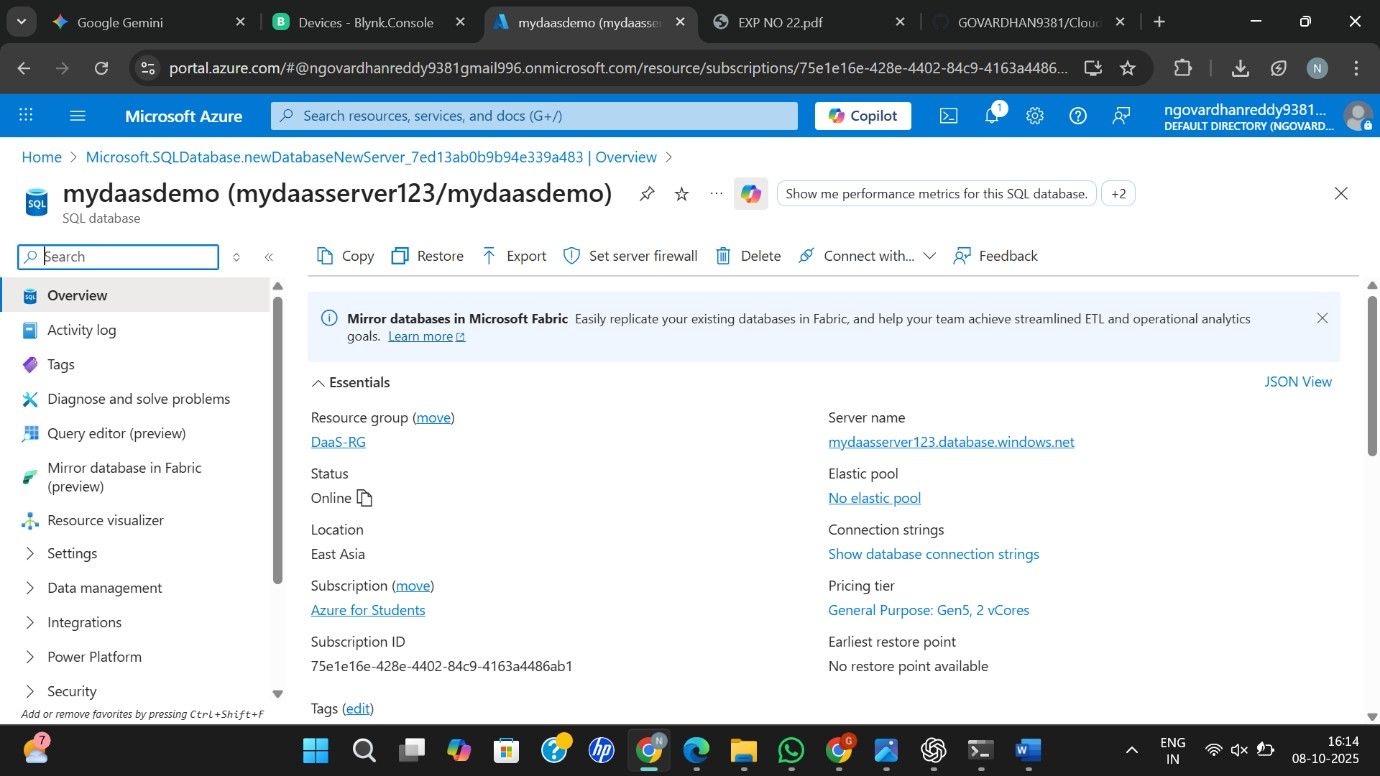 Google Gemini
Devices - Blynk.Console
mydaasdemo (mydaasse
EXP NO 22.pdf
GOVARDHAN9381/Cloud
portal.azure.com/#@ngovardhanreddy9381gmail996.onmicrosoft.com/resource/subscriptions/75e1e16e-428e-4402-84c9-4163a4486...
N
Microsoft Azure
Search resources, services, and docs (G+/)
Copilot
1
ngovardhanreddy9381...
DEFAULT DIRECTORY (NGOVARD...
Home > Microsoft.SQLDatabase.newDatabaseNewServer_7ed13ab0b9b94e339a483 | Overview >
SQL
mydaasdemo (mydaasserver123/mydaasdemo)
...
Show me performance metrics for this SQL database.
+2
SQL database
Search
Copy
Restore
Export
Set server firewall
Delete
Connect with...
Feedback
Overview
Activity log
Tags
Diagnose and solve problems
Query editor (preview)
Mirror database in Fabric
(preview)
Resource visualizer
Settings
Data management
Integrations
Power Platform
Security
Add or remove favorites by pressing Ctrl+Shift+F
Mirror databases in Microsoft Fabric Easily replicate your existing databases in Fabric, and help your team achieve streamlined ETL and operational analytics
goals. Learn more
Essentials
JSON View
Resource group (move)
DaaS-RG
Status
Online
Location
East Asia
Subscription (move)
Azure for Students
Subscription ID
75e1e16e-428e-4402-84c9-4163a4486ab1
Tags (edit)
Server name
mydaasserver123.database.windows.net
Elastic pool
No elastic pool
Connection strings
Show database connection strings
Pricing tier
General Purpose: Gen5, 2 vCores
Earliest restore point
No restore point available
7
hp
N
G
ENG
IN
16:14
08-10-2025